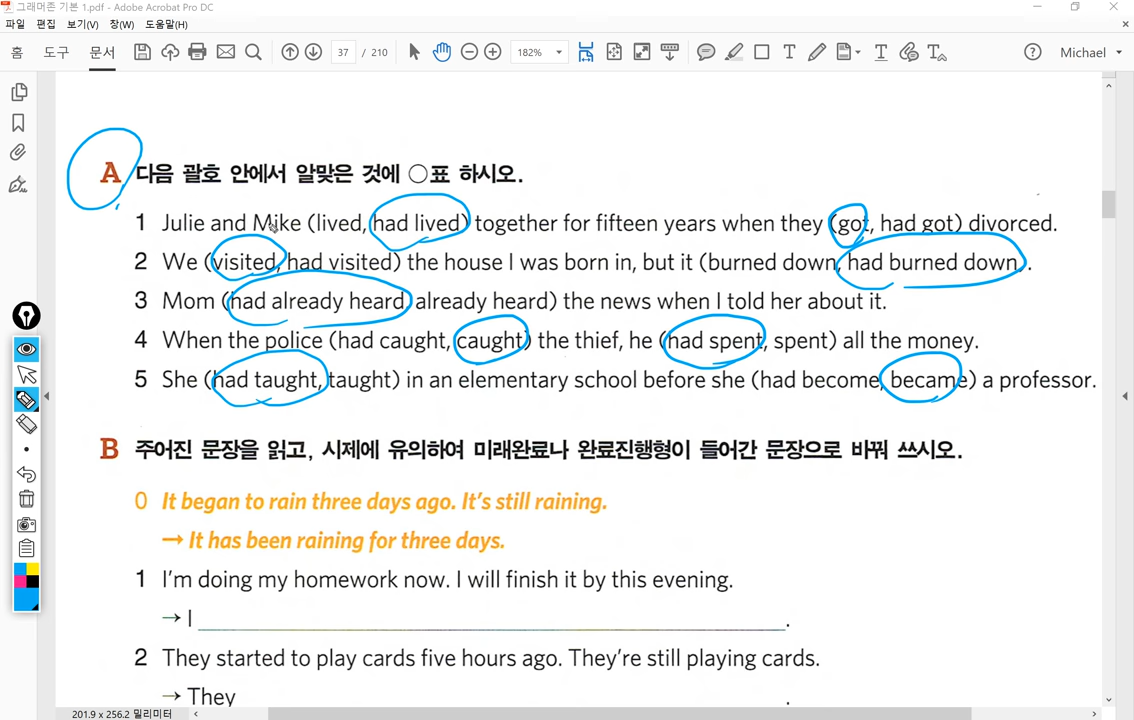 그래머존 기본 1.pdf - Adobe Acrobat Pro DC
파일 편집 보기(V) 창(W) 도움말(H)
홈 도구 문서 37 / 210 182% Michael
A 다음 괄호 안에서 알맞은 것에 ○표 하시오.
1 Julie and Mike (lived, had lived) together for fifteen years when they (got, had got) divorced.
2 We (visited, had visited) the house I was born in, but it (burned down, had burned down).
3 Mom (had already heard, already heard) the news when I told her about it.
4 When the police (had caught, caught) the thief, he (had spent, spent) all the money.
5 She (had taught, taught) in an elementary school before she (had become, became) a professor.
B 주어진 문장을 읽고, 시제에 유의하여 미래완료나 완료진행형이 들어간 문장으로 바꿔 쓰시오.
0 It began to rain three days ago. It's still raining.
→ It has been raining for three days.
1 I'm doing my homework now. I will finish it by this evening.
→ I .
2 They started to play cards five hours ago. They're still playing cards.
→ They .
201.9 x 256.2 밀리미터